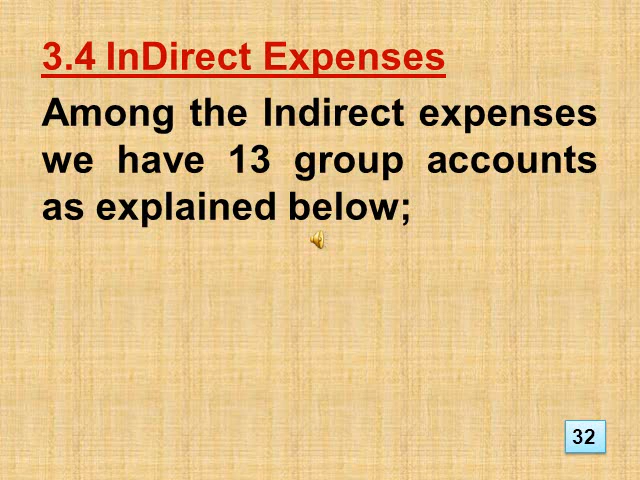 3.4 InDirect Expenses
Among the Indirect expenses
we have 13 group accounts
as explained below;
32